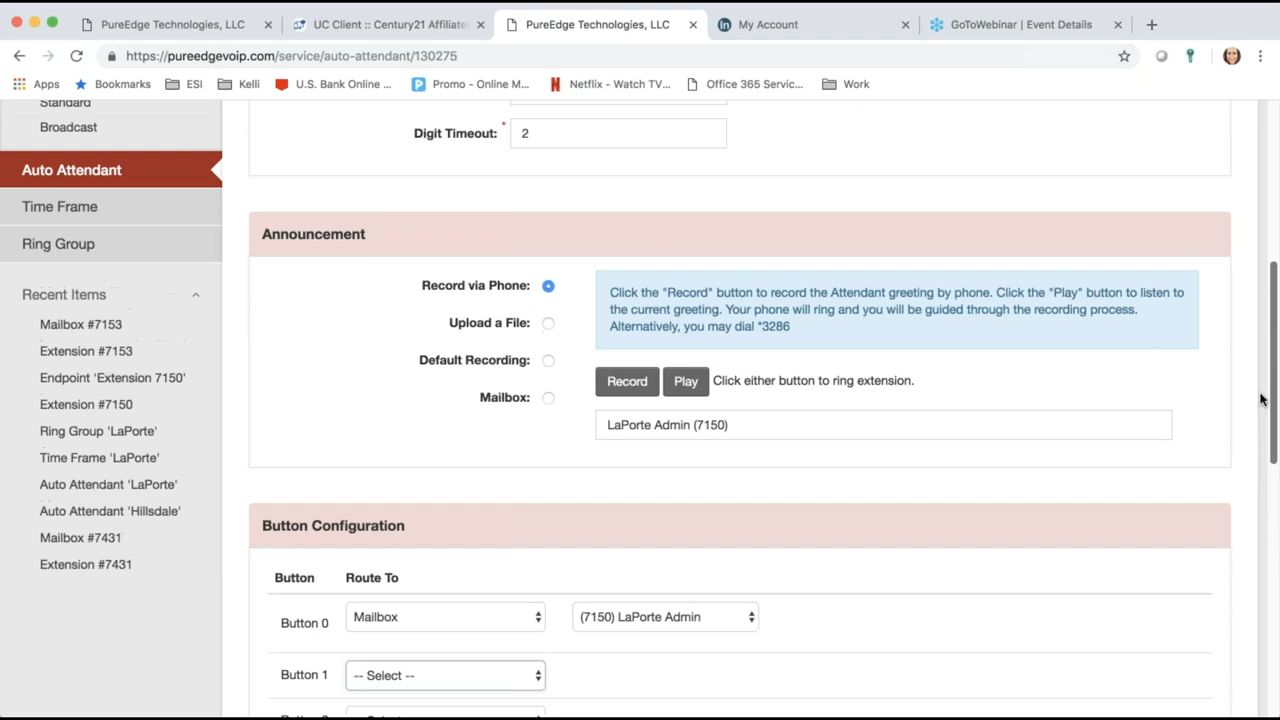 PureEdge Technologies, LLC
UC Client :: Century21 Affiliate
PureEdge Technologies, LLC
My Account
GoToWebinar | Event Details
https://pureedgevoip.com/service/auto-attendant/130275
Apps
Bookmarks
ESI
Kelli
U.S. Bank Online ...
Promo - Online M...
Netflix - Watch TV...
Office 365 Servic...
Work
Standard
Broadcast
Auto Attendant
Time Frame
Ring Group
Recent Items
Mailbox #7153
Extension #7153
Endpoint 'Extension 7150'
Extension #7150
Ring Group 'LaPorte'
Time Frame 'LaPorte'
Auto Attendant 'LaPorte'
Auto Attendant 'Hillsdale'
Mailbox #7431
Extension #7431
Digit Timeout: * 2
Announcement
Record via Phone:
Upload a File:
Default Recording:
Mailbox:
Click the "Record" button to record the Attendant greeting by phone. Click the "Play" button to listen to
the current greeting. Your phone will ring and you will be guided through the recording process.
Alternatively, you may dial *3286
Record Play Click either button to ring extension.
LaPorte Admin (7150)
Button Configuration
Button Route To
Button 0 Mailbox (7150) LaPorte Admin
Button 1 -- Select --